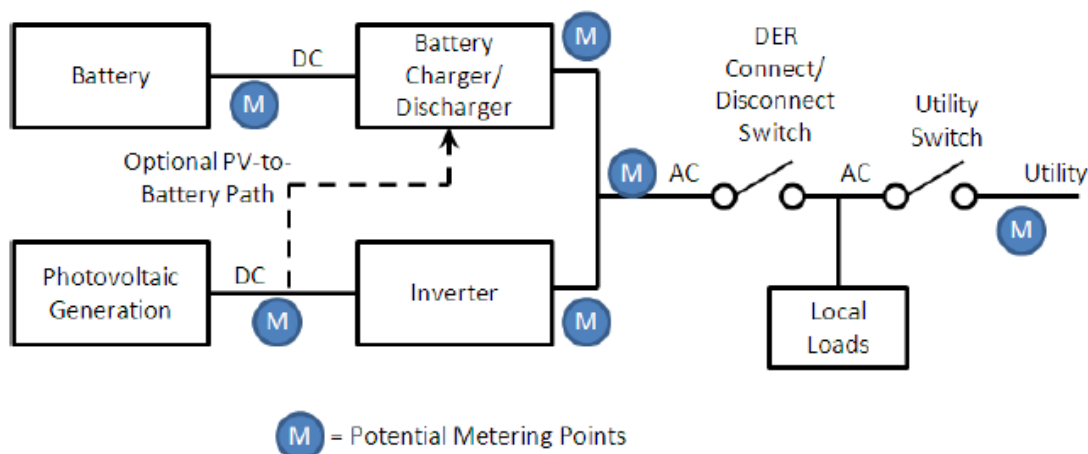 Battery
DC
M
Battery
Charger/
Discharger
M
DER
Connect/
Disconnect
Switch
Utility
Switch
Optional PV-to-
Battery Path
M
AC
AC
Utility
M
Photovoltaic
Generation
DC
M
Inverter
M
Local
Loads
M = Potential Metering Points